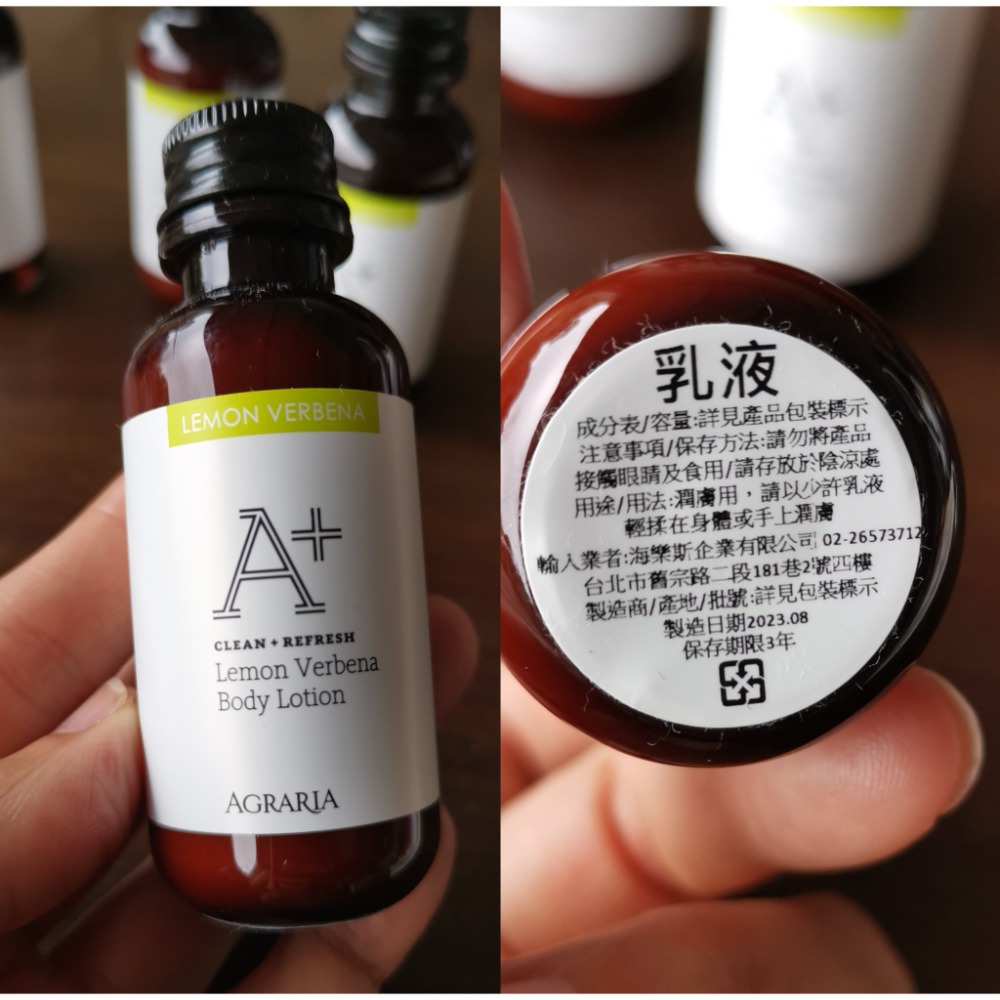 LEMON VERBENA
A+
CLEAN + REFRESH
Lemon Verbena
Body Lotion
AGRARIA
乳液
成分表/容量:詳見產品包裝標示
注意事項/保存方法:請勿將產品
接觸眼睛及食用/請存放於陰涼處
用途/用法:潤膚用，請以少許乳液
輕揉在身體或手上潤膚
輸入業者:海樂斯企業有限公司 02-26573712
台北市舊宗路二段181巷2號四樓
製造商/產地/批號:詳見包裝標示
製造日期2023.08
保存期限3年